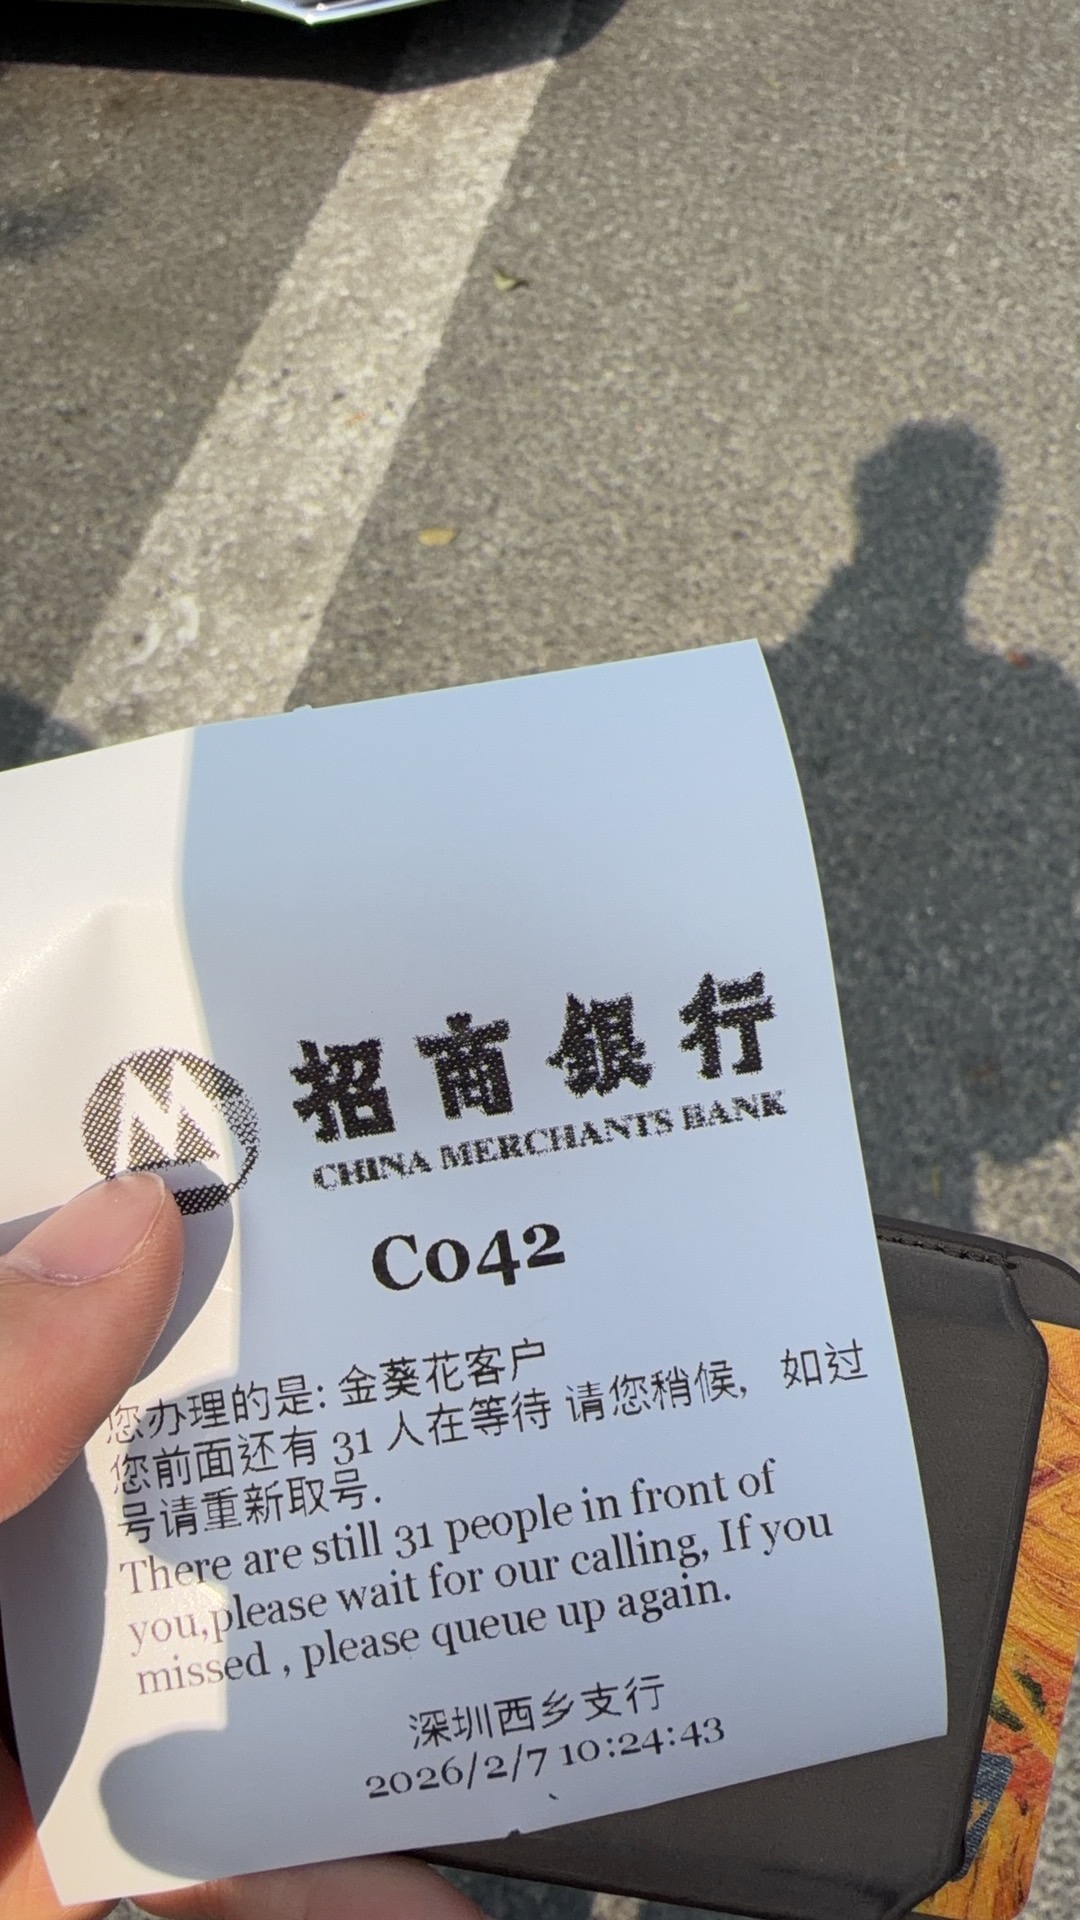 招商银行
CHINA MERCHANTS BANK
C042
您办理的是: 金葵花客户
您前面还有 31 人在等待 请您稍候, 如过
号请重新取号.
There are still 31 people in front of
you,please wait for our calling, If you
missed , please queue up again.
深圳西乡支行
2026/2/7 10:24:43